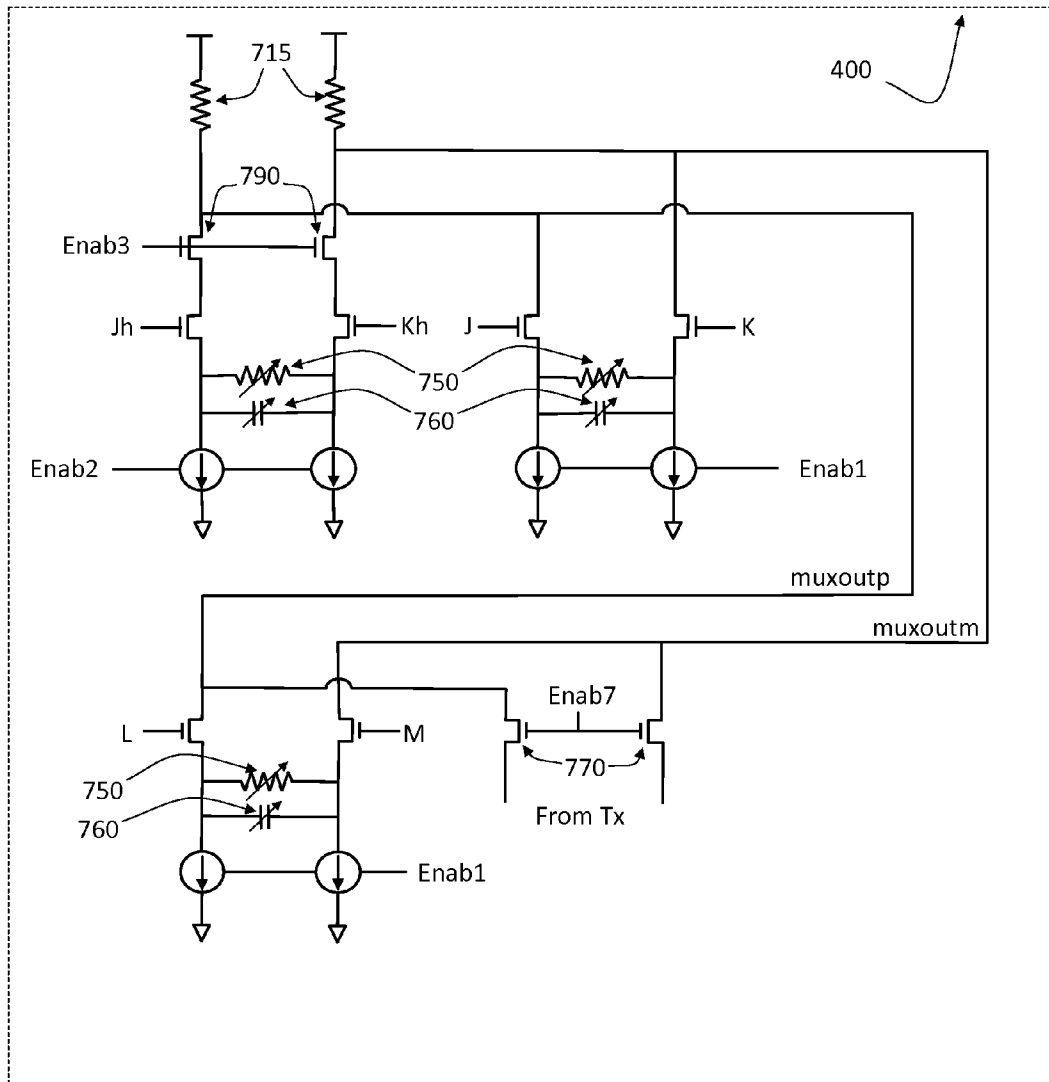 715
400
790
Enab3
Jh
Kh
J
K
750
760
Enab2
Enab1
muxoutp
muxoutm
Enab7
L
M
750
770
760
From Tx
Enab1